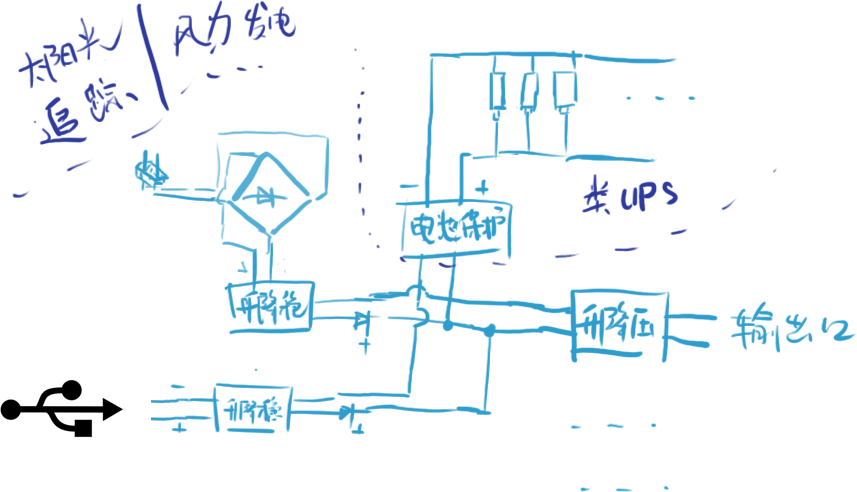 太阳光
追踪、
风力发电
- +
电池保护
类UPS
升降稳
+
升降压
输出口
-
+
升降稳
+